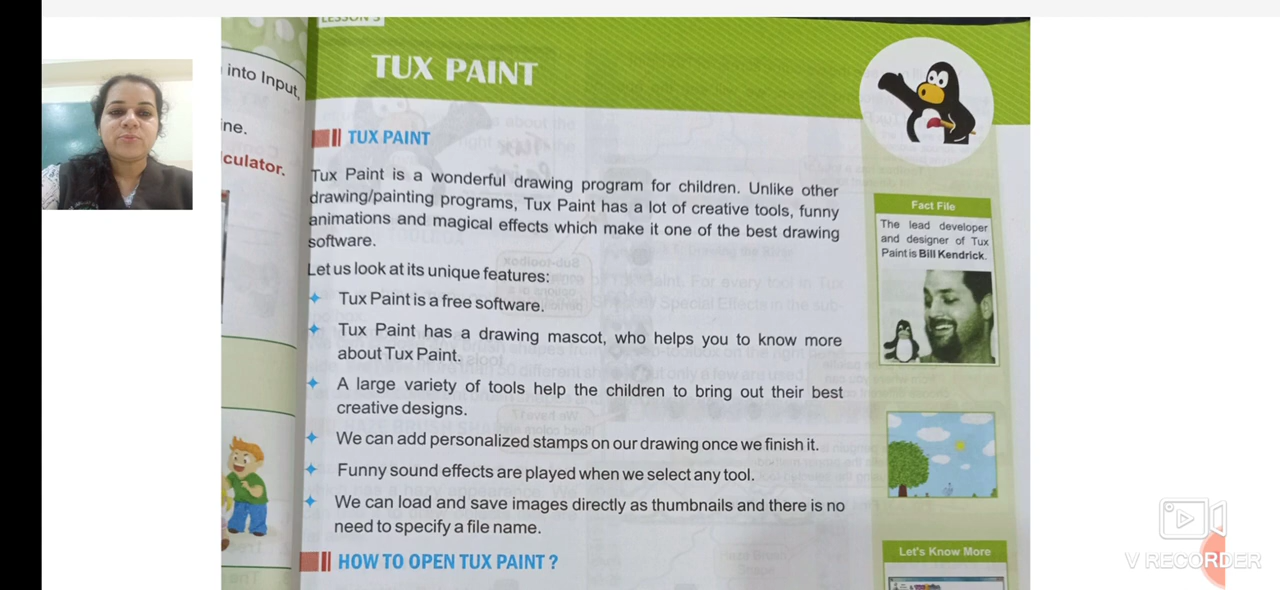 LESSON 3
TUX PAINT
into Input,
ine.
culator.
TUX PAINT
Tux Paint is a wonderful drawing program for children. Unlike other
drawing/painting programs, Tux Paint has a lot of creative tools, funny
animations and magical effects which make it one of the best drawing
software.
Let us look at its unique features:
Tux Paint is a free software.
Tux Paint has a drawing mascot, who helps you to know more
about Tux Paint.
A large variety of tools help the children to bring out their best
creative designs.
We can add personalized stamps on our drawing once we finish it.
Funny sound effects are played when we select any tool.
We can load and save images directly as thumbnails and there is no
need to specify a file name.
HOW TO OPEN TUX PAINT ?
Fact File
The lead developer
and designer of Tux
Paint is Bill Kendrick.
Let's Know More
V RECORDER